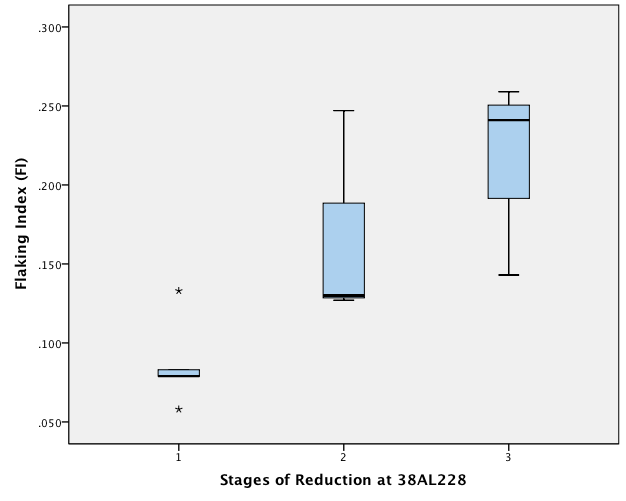 .300
.250
.200
.150
.100
.050
Flaking Index (FI)
1 2 3
Stages of Reduction at 38AL228